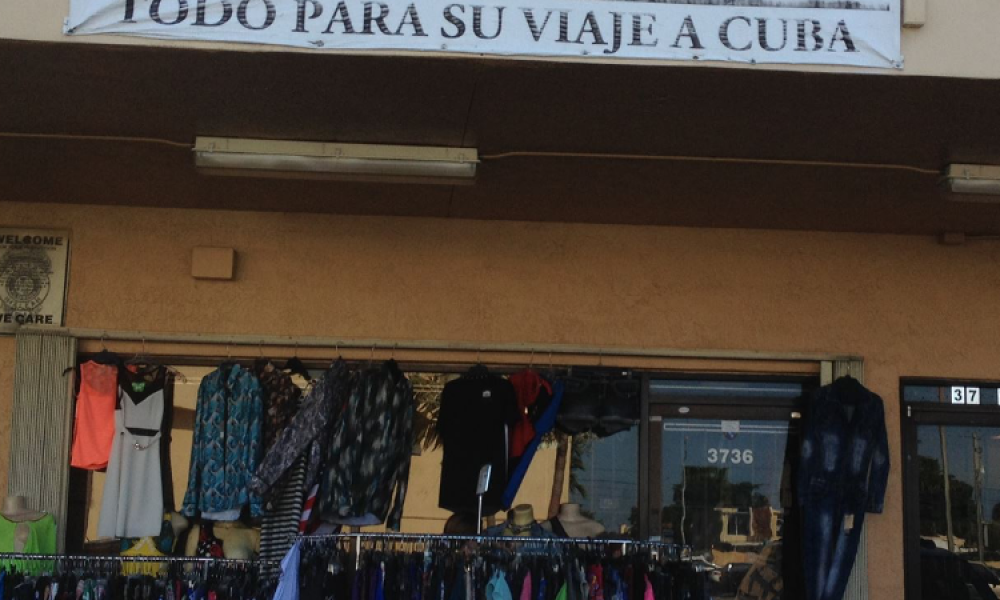 TODO PARA SU VIAJE A CUBA
WELCOME
WE CARE
3736
37